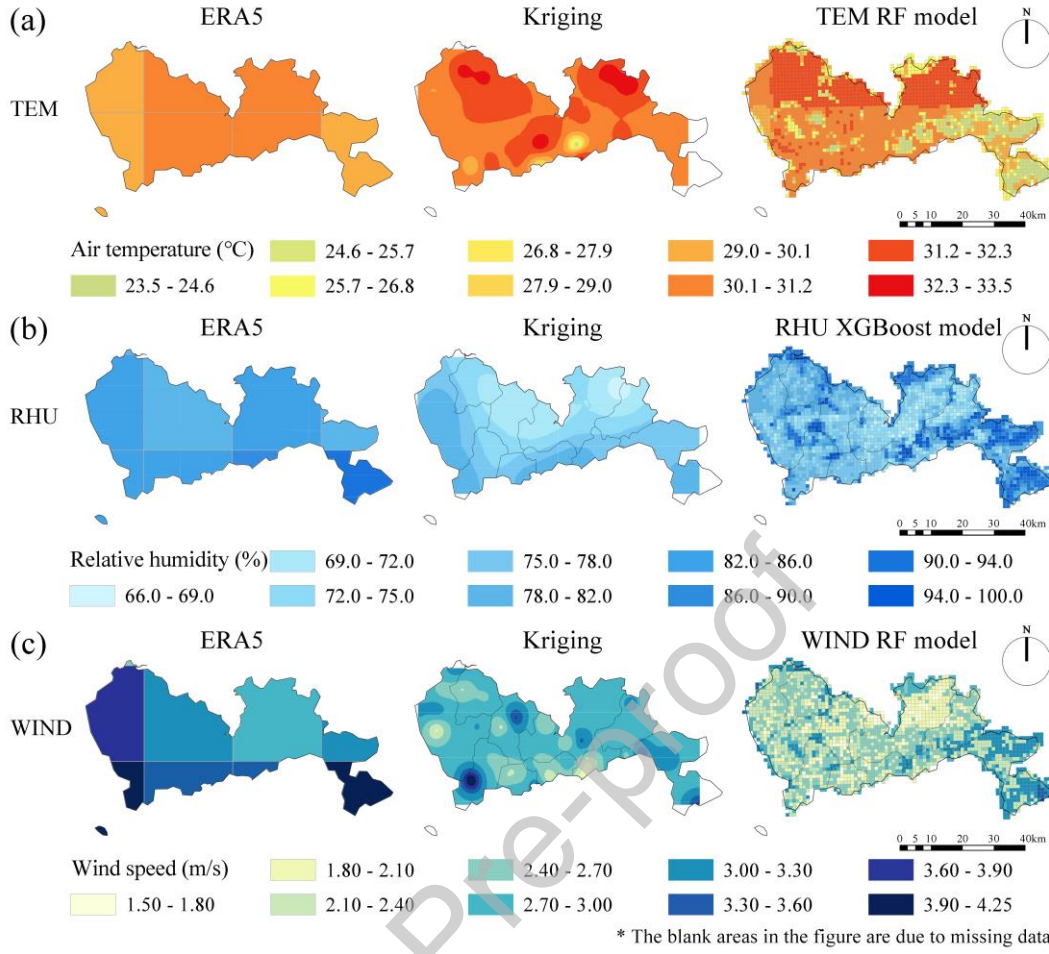 (a)
ERA5
Kriging
TEM RF model
N
TEM
0 5 10 20 30 40km
Air temperature (°C)
24.6 - 25.7
26.8 - 27.9
29.0 - 30.1
31.2 - 32.3
23.5 - 24.6
25.7 - 26.8
27.9 - 29.0
30.1 - 31.2
32.3 - 33.5
(b)
ERA5
Kriging
RHU XGBoost model
N
RHU
0 5 10 20 30 40km
Relative humidity (%)
69.0 - 72.0
75.0 - 78.0
82.0 - 86.0
90.0 - 94.0
66.0 - 69.0
72.0 - 75.0
78.0 - 82.0
86.0 - 90.0
94.0 - 100.0
(c)
ERA5
Kriging
WIND RF model
N
WIND
0 5 10 20 30 40km
Wind speed (m/s)
1.80 - 2.10
2.40 - 2.70
3.00 - 3.30
3.60 - 3.90
1.50 - 1.80
2.10 - 2.40
2.70 - 3.00
3.30 - 3.60
3.90 - 4.25
* The blank areas in the figure are due to missing data
Pre-proof